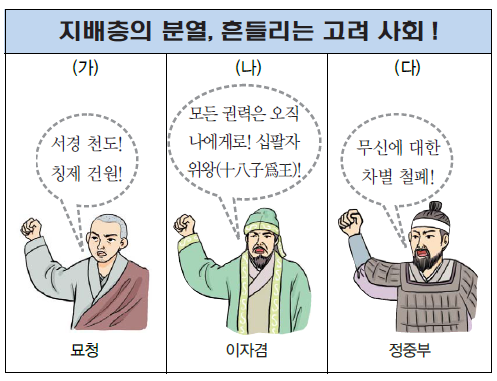 지배층의 분열, 흔들리는 고려 사회!
(가)
서경 천도!
칭제 건원!
묘청
(나)
모든 권력은 오직
나에게로! 십팔자
위왕(十八子爲王)!
이자겸
(다)
무신에 대한
차별 철폐!
정중부